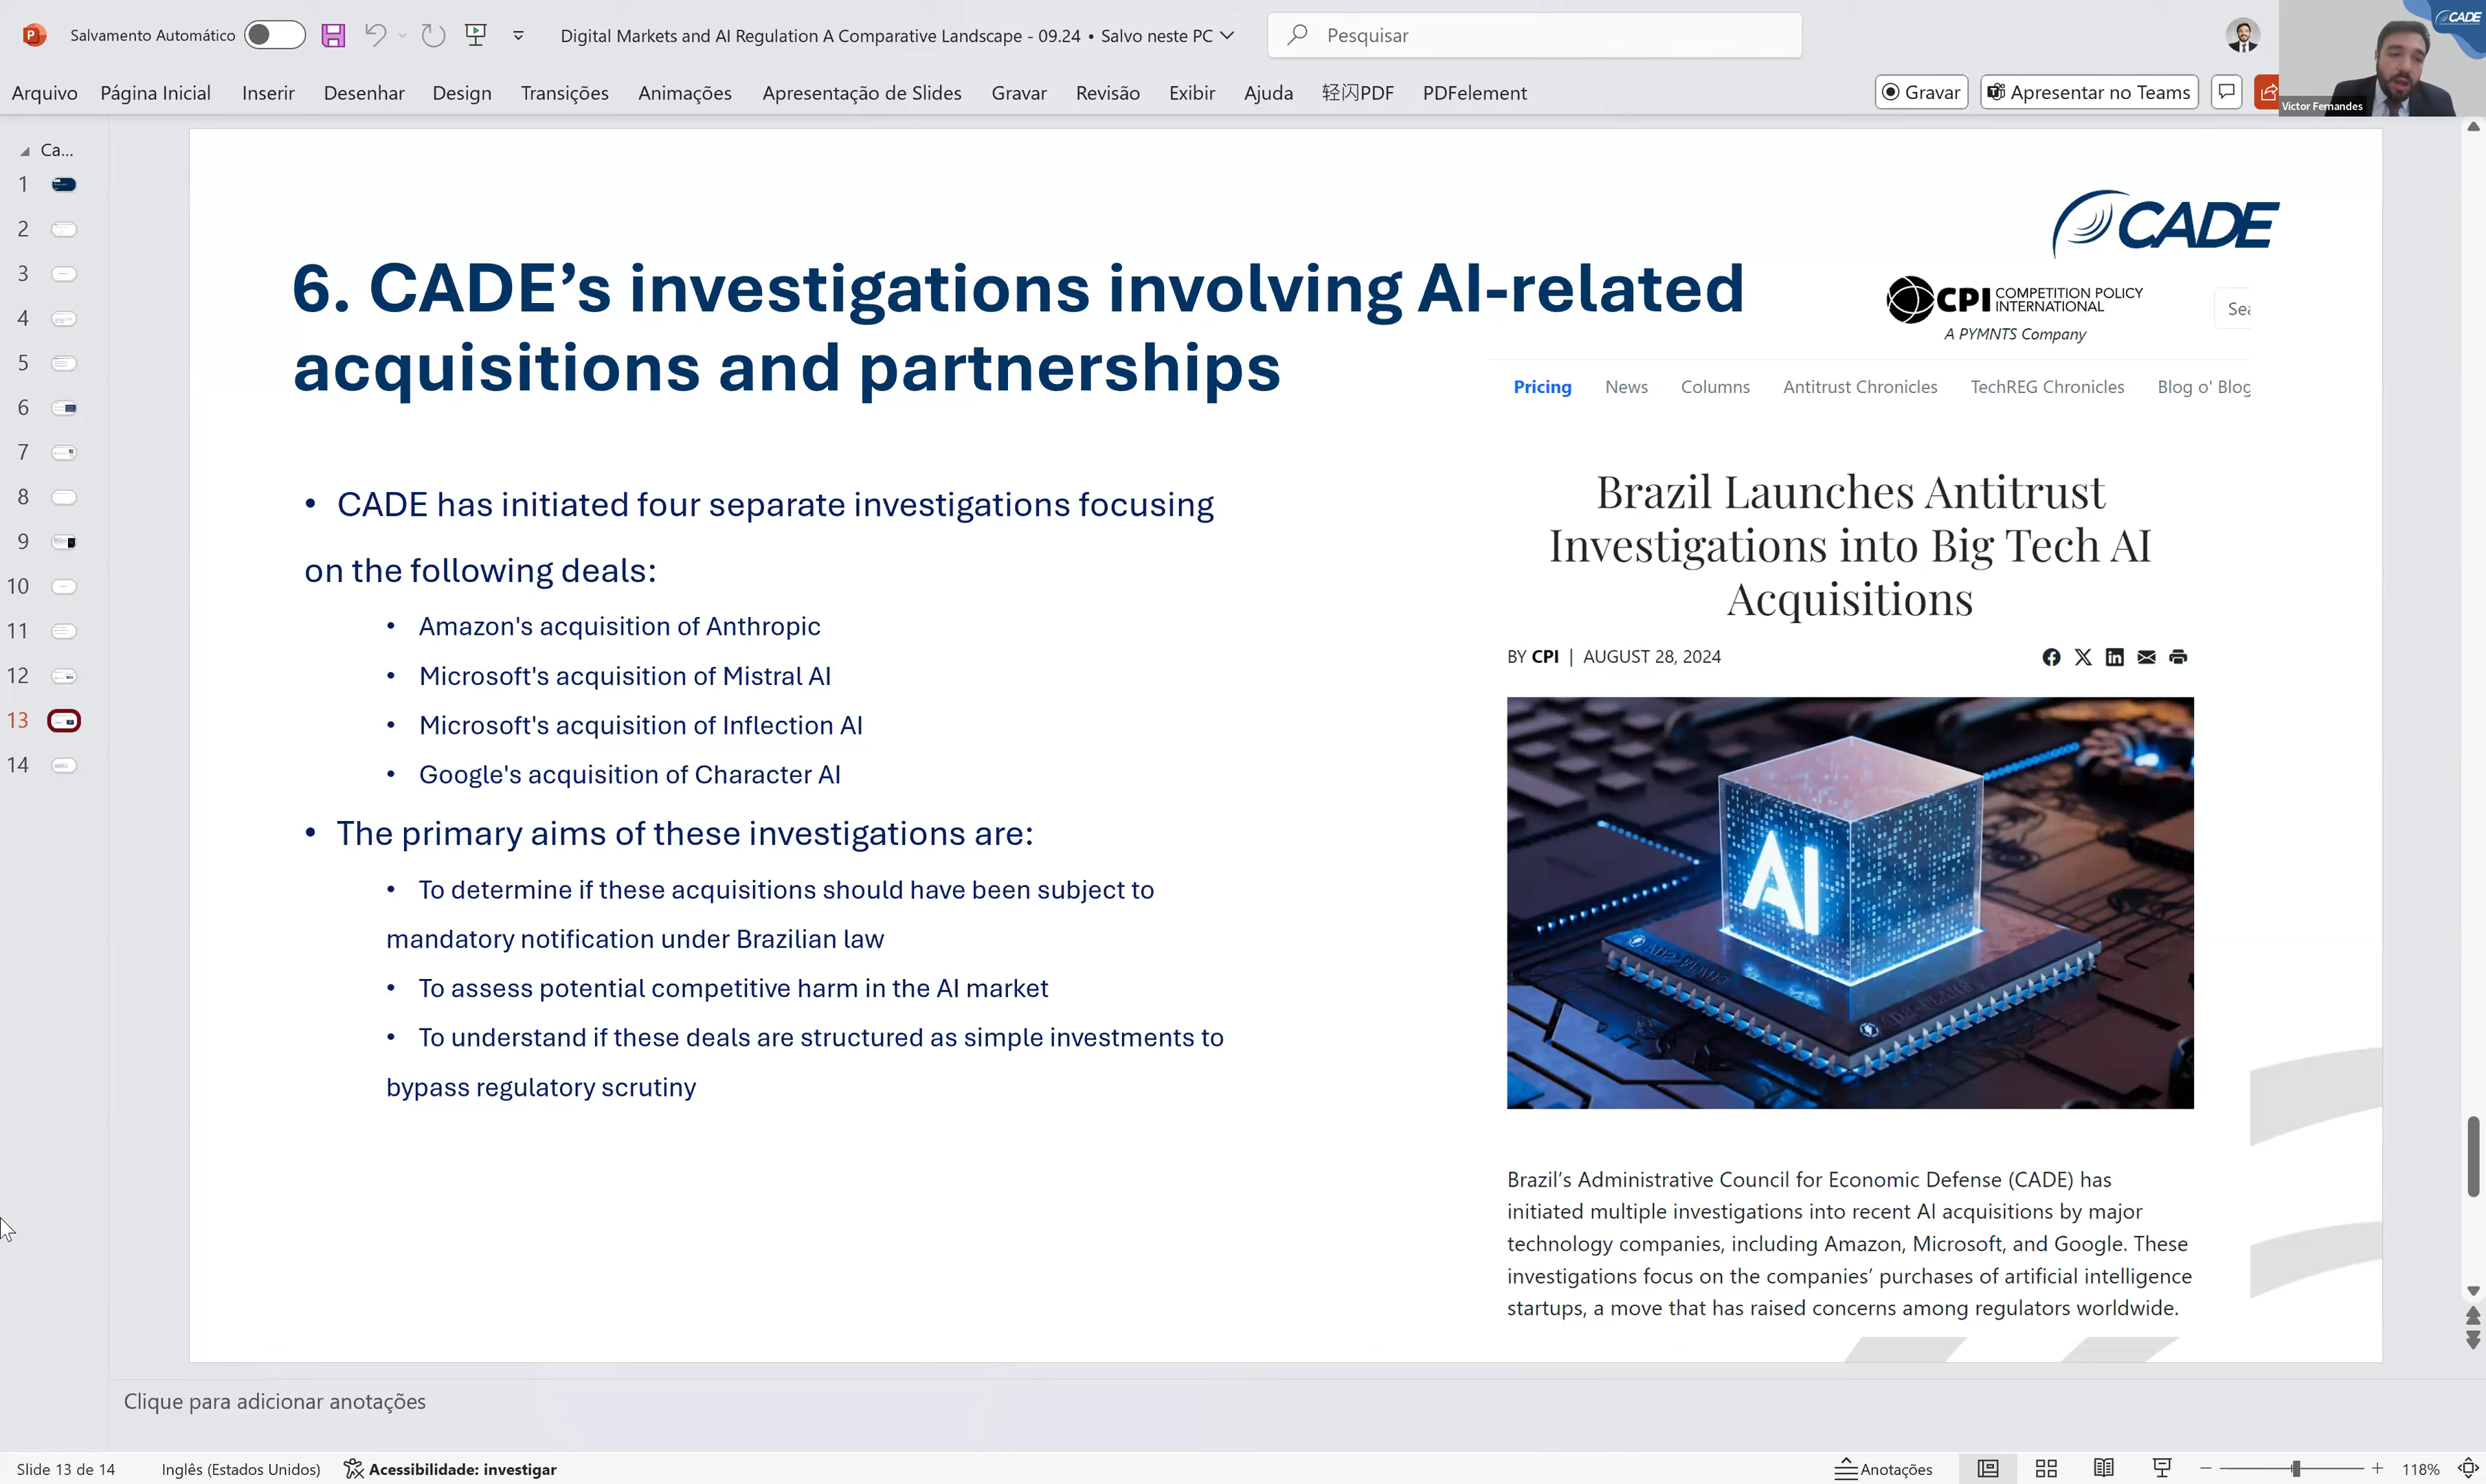 Salvamento Automático
Digital Markets and AI Regulation A Comparative Landscape - 09.24 • Salvo neste PC
Pesquisar
CADE
Victor Fernandes
Arquivo Página Inicial Inserir Desenhar Design Transições Animações Apresentação de Slides Gravar Revisão Exibir Ajuda 轻闪PDF PDFelement
Gravar
Apresentar no Teams
Ca...
1
2
3
4
5
6
7
8
9
10
11
12
13
14
CADE
6. CADE’s investigations involving AI-related
acquisitions and partnerships
• CADE has initiated four separate investigations focusing
on the following deals:
• Amazon's acquisition of Anthropic
• Microsoft's acquisition of Mistral AI
• Microsoft's acquisition of Inflection AI
• Google's acquisition of Character AI
• The primary aims of these investigations are:
• To determine if these acquisitions should have been subject to
mandatory notification under Brazilian law
• To assess potential competitive harm in the AI market
• To understand if these deals are structured as simple investments to
bypass regulatory scrutiny
CPI COMPETITION POLICY
INTERNATIONAL
A PYMNTS Company
Sea
Pricing News Columns Antitrust Chronicles TechREG Chronicles Blog o' Blog
Brazil Launches Antitrust
Investigations into Big Tech AI
Acquisitions
BY CPI | AUGUST 28, 2024
AI
Brazil’s Administrative Council for Economic Defense (CADE) has
initiated multiple investigations into recent AI acquisitions by major
technology companies, including Amazon, Microsoft, and Google. These
investigations focus on the companies’ purchases of artificial intelligence
startups, a move that has raised concerns among regulators worldwide.
Clique para adicionar anotações
Slide 13 de 14
Inglês (Estados Unidos)
Acessibilidade: investigar
Anotações
118%